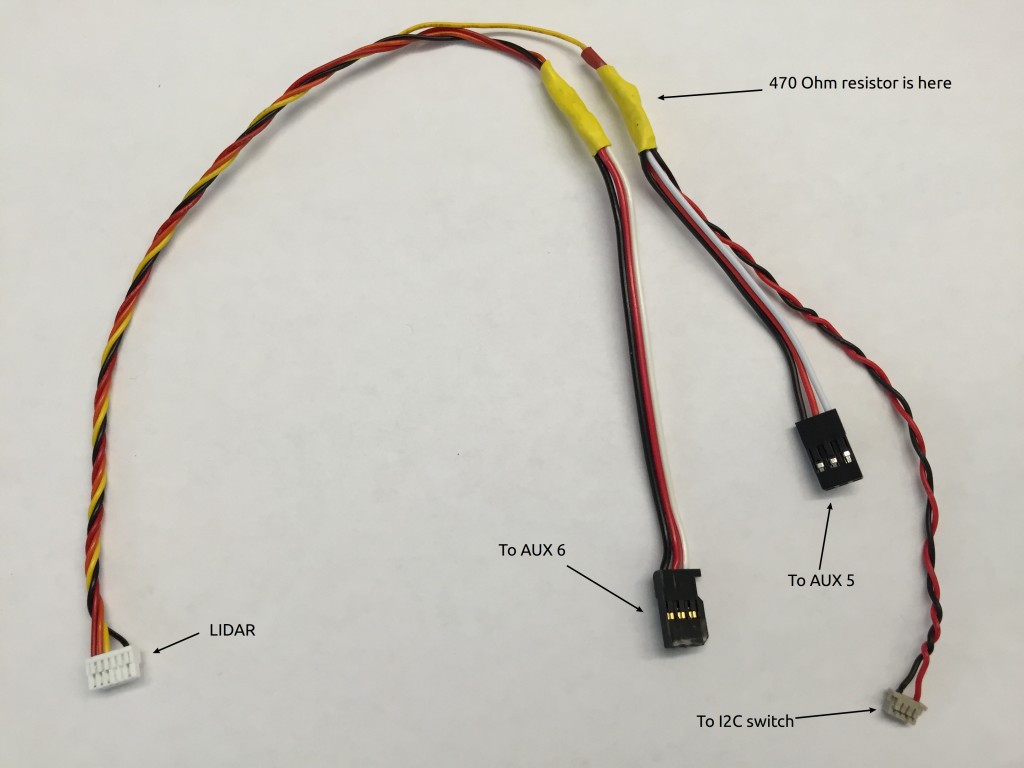 470 Ohm resistor is here
To AUX 6
To AUX 5
LIDAR
To I2C switch